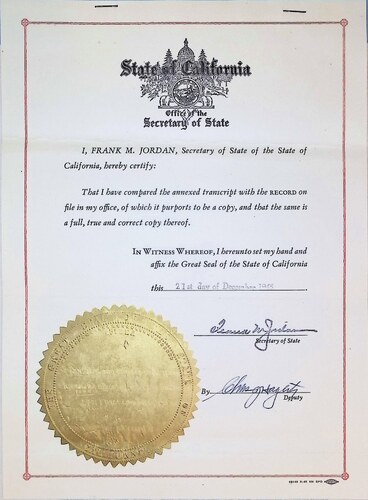 State of California
Office of the
Secretary of State
I, FRANK M. JORDAN, Secretary of State of the State of
California, hereby certify:
That I have compared the annexed transcript with the RECORD on
file in my office, of which it purports to be a copy, and that the same is
a full, true and correct copy thereof.
IN WITNESS WHEREOF, I hereunto set my hand and
affix the Great Seal of the State of California
this 21st day of December
Frank M. Jordan
Secretary of State
By
Deputy